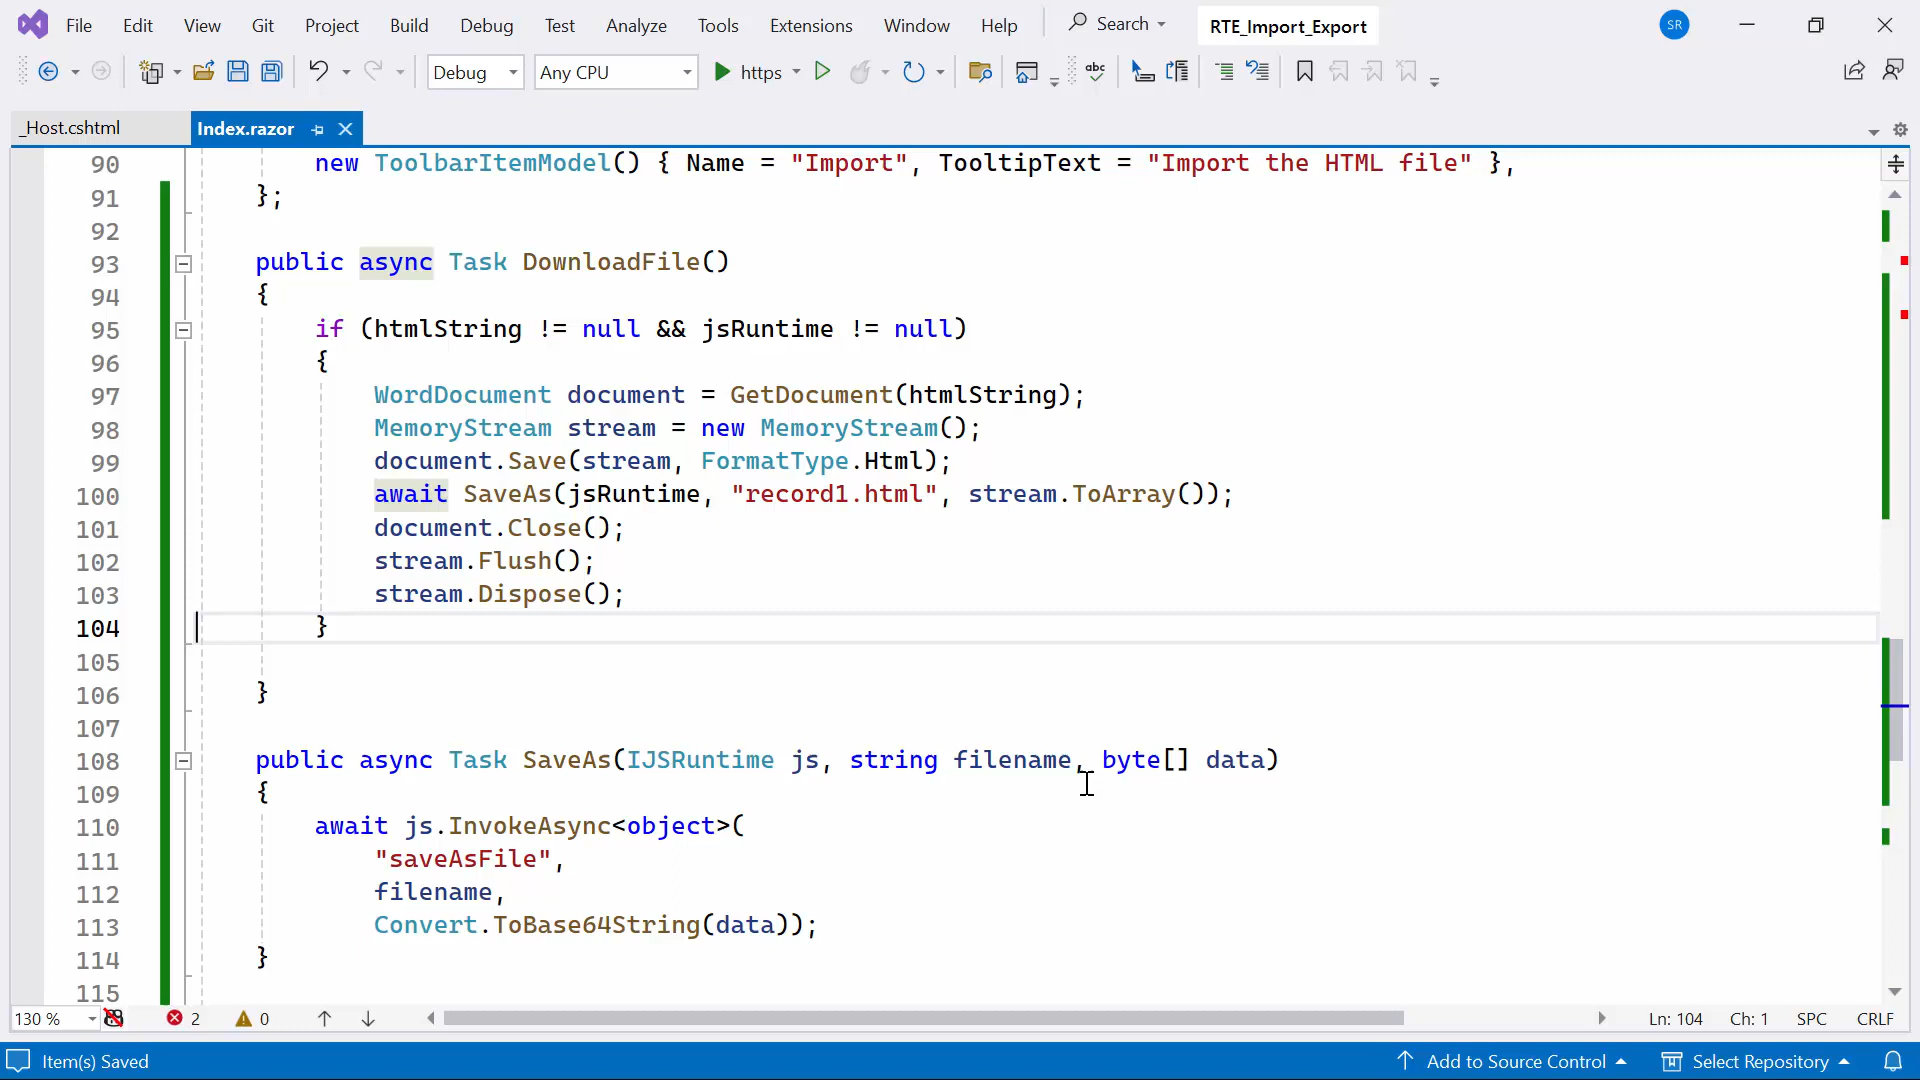 File Edit View Git Project Build Debug Test Analyze Tools Extensions Window Help Search RTE_Import_Export SR
Debug Any CPU https abc
_Host.cshtml Index.razor
90 new ToolbarItemModel() { Name = "Import", TooltipText = "Import the HTML file" },
91 };
92
93 public async Task DownloadFile()
94 {
95 if (htmlString != null && jsRuntime != null)
96 {
97 WordDocument document = GetDocument(htmlString);
98 MemoryStream stream = new MemoryStream();
99 document.Save(stream, FormatType.Html);
100 await SaveAs(jsRuntime, "record1.html", stream.ToArray());
101 document.Close();
102 stream.Flush();
103 stream.Dispose();
104 }
105
106 }
107
108 public async Task SaveAs(IJSRuntime js, string filename, byte[] data)
109 {
110 await js.InvokeAsync<object>(
111 "saveAsFile",
112 filename,
113 Convert.ToBase64String(data));
114 }
115
130 % 2 0 Ln: 104 Ch: 1 SPC CRLF
Item(s) Saved Add to Source Control Select Repository